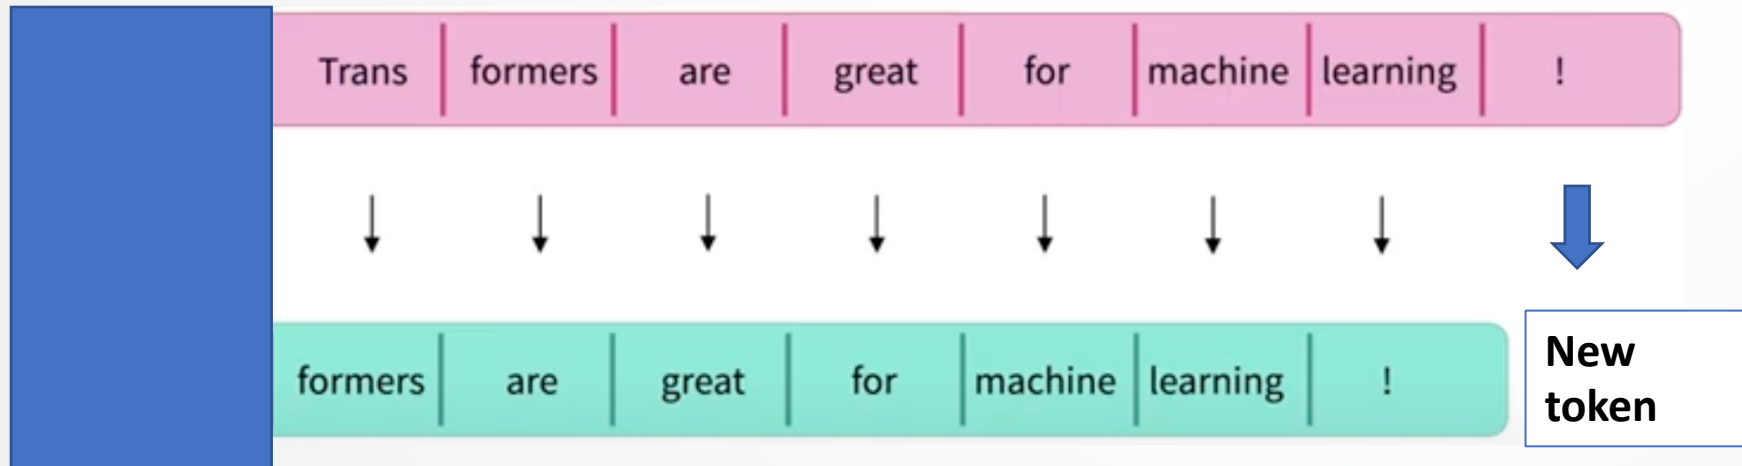 Trans formers are great for machine learning !
formers are great for machine learning !
New
token